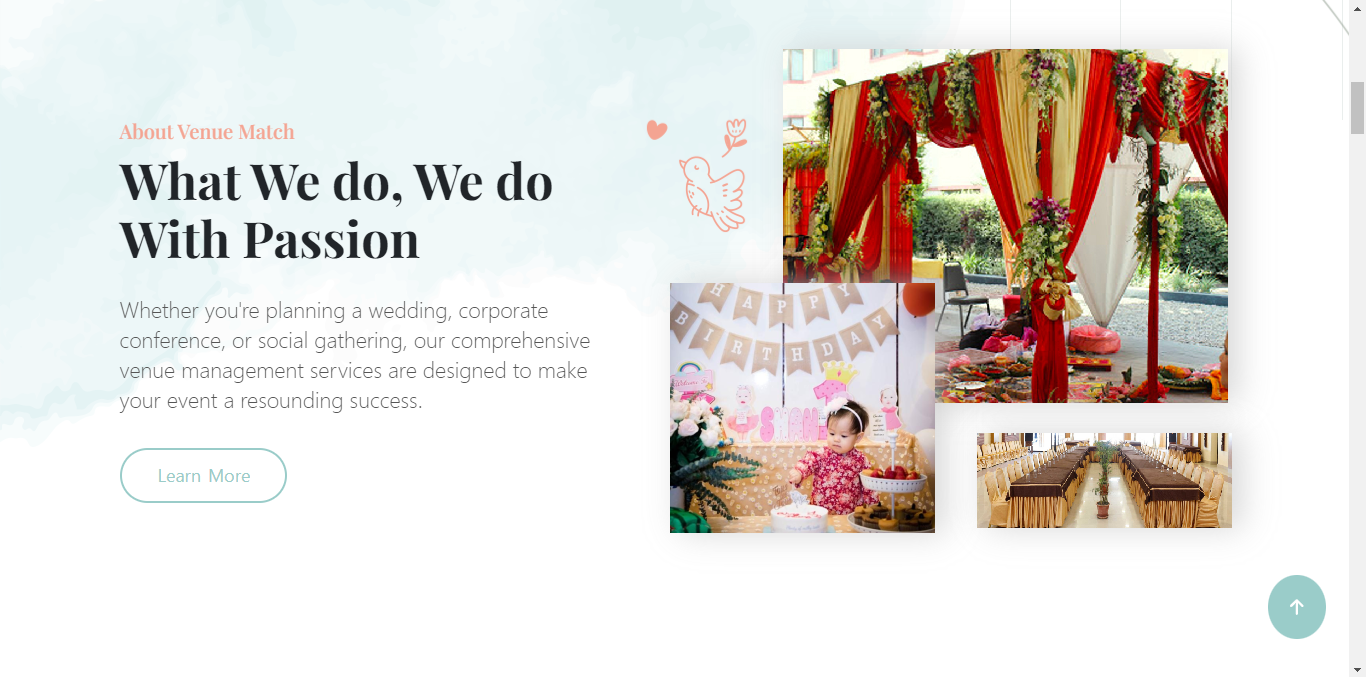 About Venue Match
What We do, We do
With Passion
Whether you're planning a wedding, corporate
conference, or social gathering, our comprehensive
venue management services are designed to make
your event a resounding success.
Learn More
HAPPY
BIRTHDAY